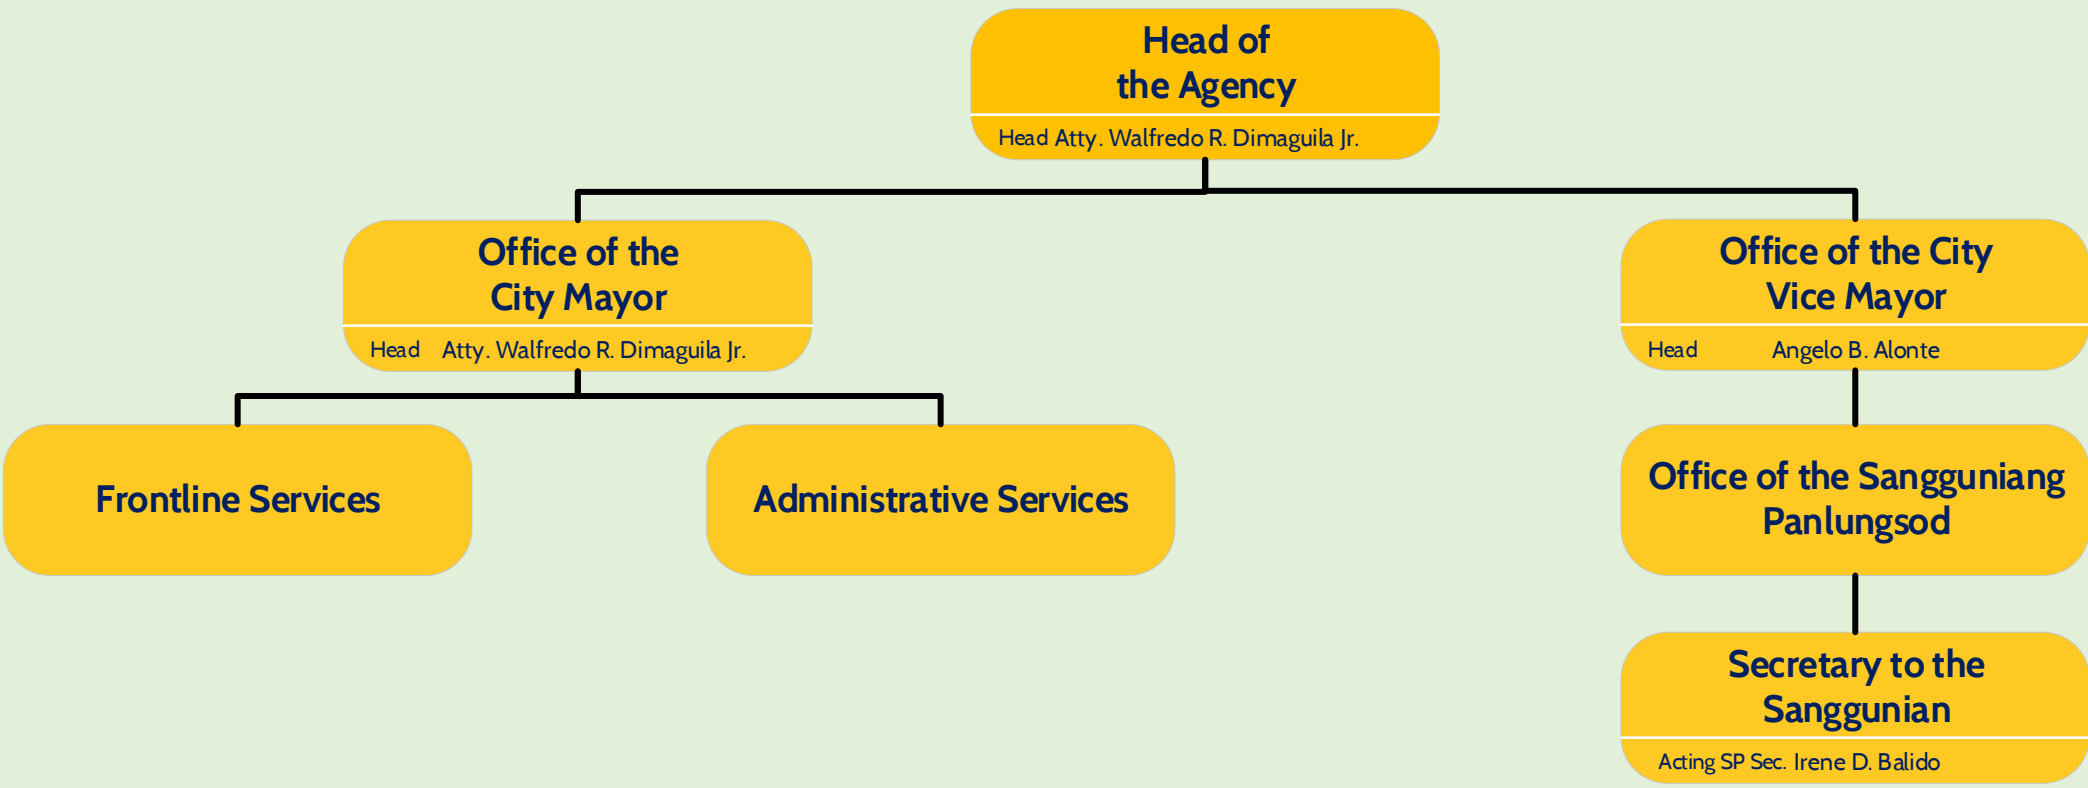 Head of
the Agency
Head Atty. Walfredo R. Dimaguila Jr.
Office of the
City Mayor
Head Atty. Walfredo R. Dimaguila Jr.
Office of the City
Vice Mayor
Head Angelo B. Alonte
Frontline Services
Administrative Services
Office of the Sangguniang
Panlungsod
Secretary to the
Sanggunian
Acting SP Sec. Irene D. Balido